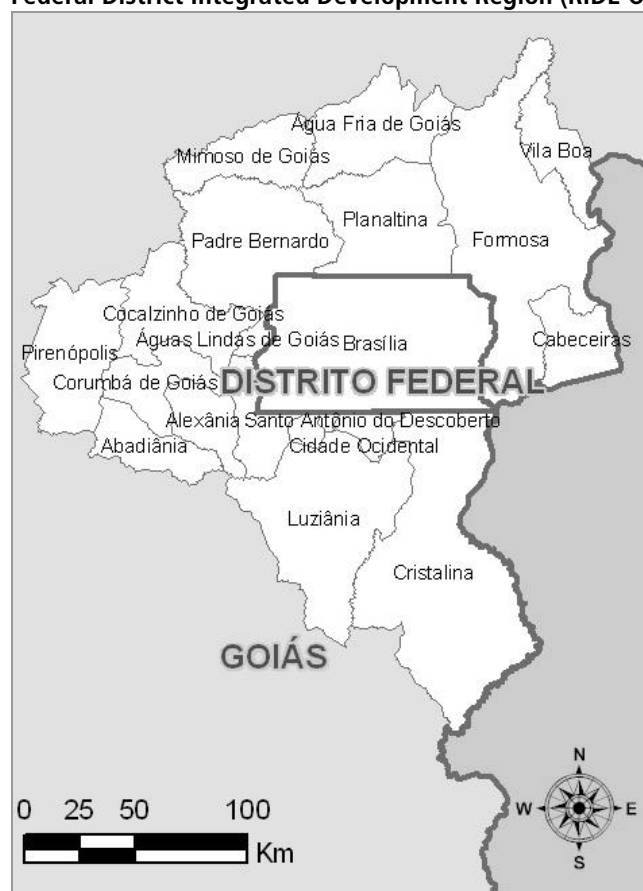 Federal District Integrated Development Region (RIDE-
Água Fria de Goiás
Mimoso de Goiás
Vila Boa
Planaltina
Padre Bernardo
Formosa
Cocalzinho de Goiás
Águas Lindas de Goiás
Brasília
Cabeceiras
Pirenópolis
Corumbá de Goiás
DISTRITO FEDERAL
Alexânia
Santo Antônio do Descoberto
Abadiânia
Cidade Ocidental
Luziânia
Cristalina
GOIÁS
N
W E
S
0 25 50 100
Km